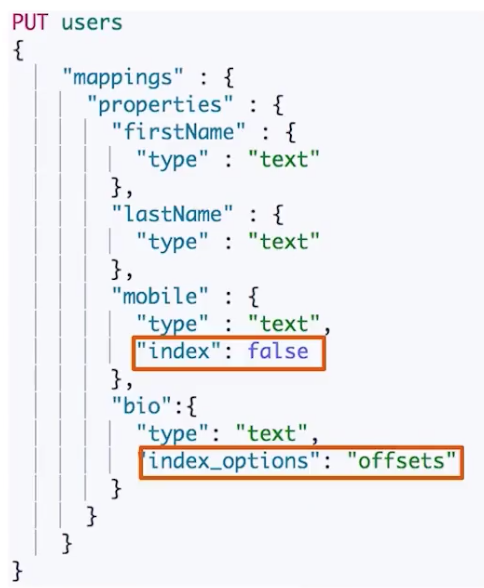 PUT users
{
"mappings" : {
"properties" : {
"firstName" : {
"type" : "text"
},
"lastName" : {
"type" : "text"
},
"mobile" : {
"type" : "text",
"index": false
},
"bio":{
"type": "text",
"index_options": "offsets"
}
}
}
}